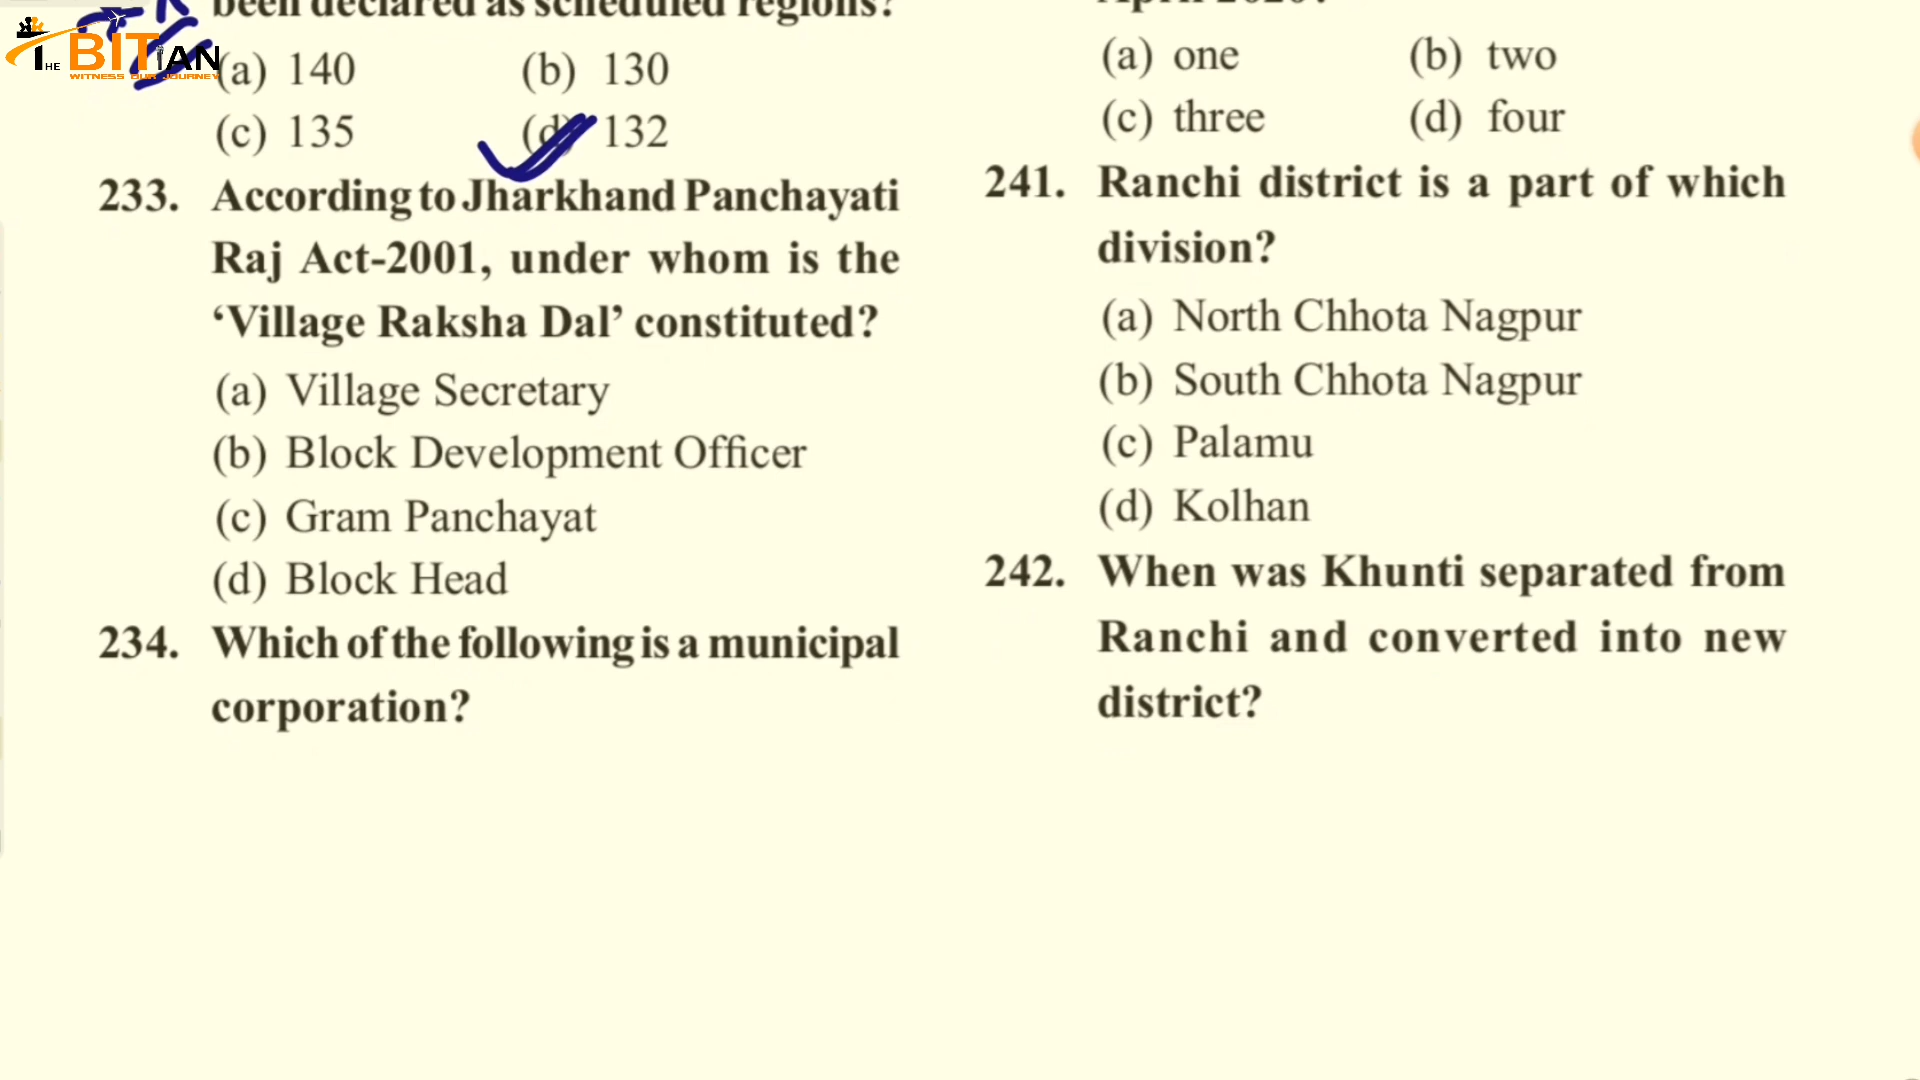 THE BITIAN
WITNESS OUR JOURNEY
been declared as scheduled regions?
(a) 140 (b) 130
(c) 135 (d) 132
233. According to Jharkhand Panchayati
Raj Act-2001, under whom is the
‘Village Raksha Dal’ constituted?
(a) Village Secretary
(b) Block Development Officer
(c) Gram Panchayat
(d) Block Head
234. Which of the following is a municipal
corporation?
April 2020?
(a) one (b) two
(c) three (d) four
241. Ranchi district is a part of which
division?
(a) North Chhota Nagpur
(b) South Chhota Nagpur
(c) Palamu
(d) Kolhan
242. When was Khunti separated from
Ranchi and converted into new
district?